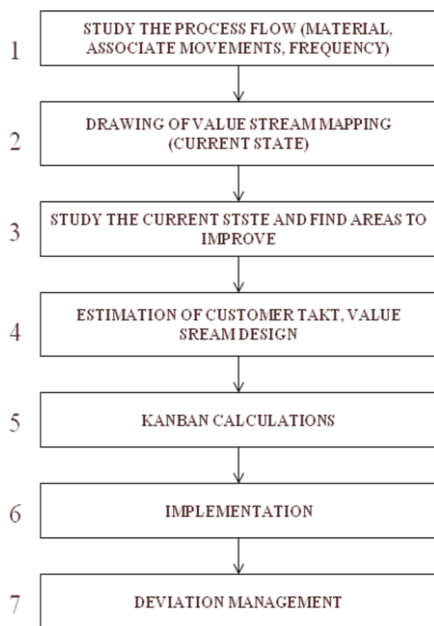 1
STUDY THE PROCESS FLOW (MATERIAL,
ASSOCIATE MOVEMENTS, FREQUENCY)
2
DRAWING OF VALUE STREAM MAPPING
(CURRENT STATE)
3
STUDY THE CURRENT STSTE AND FIND AREAS TO
IMPROVE
4
ESTIMATION OF CUSTOMER TAKT, VALUE
SREAM DESIGN
5
KANBAN CALCULATIONS
6
IMPLEMENTATION
7
DEVIATION MANAGEMENT